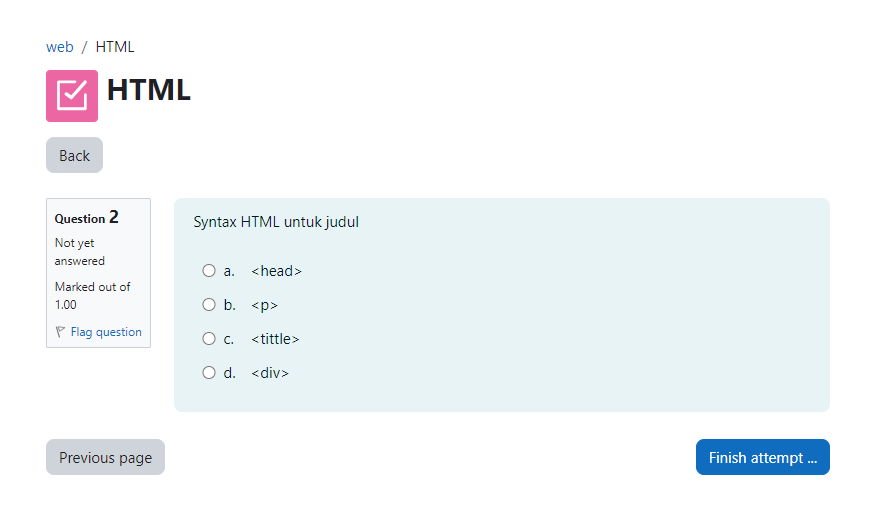 web / HTML
HTML
Back
Question 2
Not yet
answered
Marked out of
1.00
Flag question
Syntax HTML untuk judul
a. <head>
b. <p>
c. <tittle>
d. <div>
Previous page
Finish attempt ...